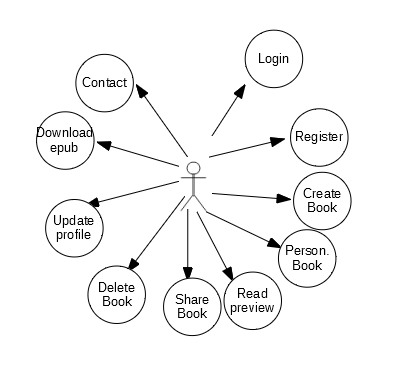 Login
Contact
Download
epub
Register
Create
Book
Update
profile
Person.
Book
Delete
Book
Share
Book
Read
preview